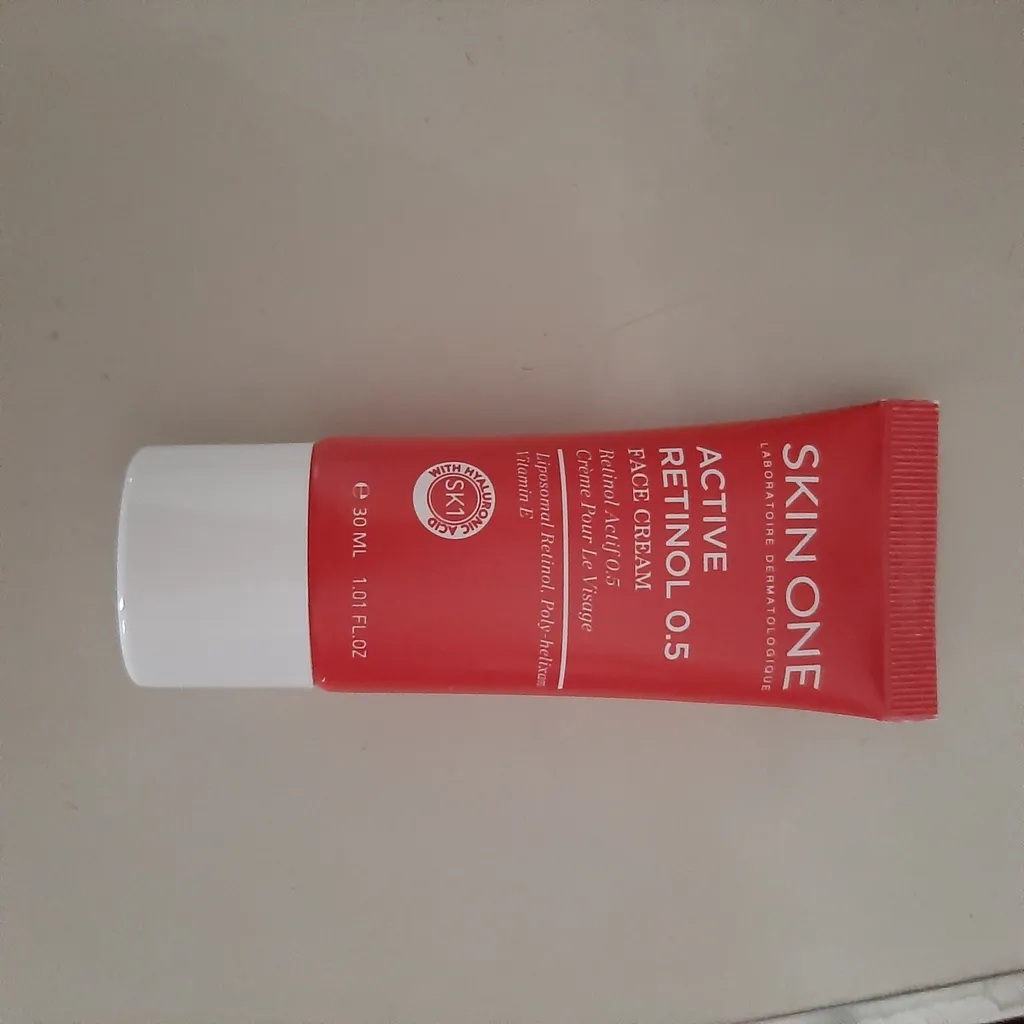 SKIN ONE
LABORATOIRE DERMATOLOGIQUE
ACTIVE
RETINOL 0.5
FACE CREAM
Retinol Actif 0.5
Crème Pour Le Visage
Liposomal Retinol, Poly-helixan
Vitamin E
WITH HYALURONIC ACID
SK1
e 30 ML 1.01 FL.OZ